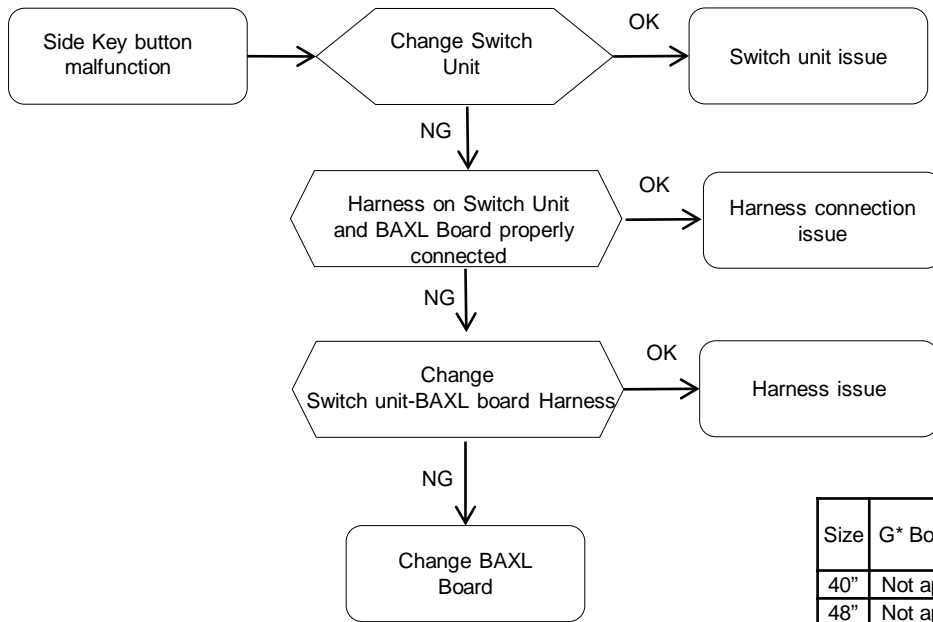 Side Key button
malfunction
Change Switch
Unit
OK
Switch unit issue
NG
Harness on Switch Unit
and BAXL Board properly
connected
OK
Harness connection
issue
NG
Change
Switch unit-BAXL board Harness
OK
Harness issue
NG
Change BAXL
Board
Size G*
40”  Not
48”  Not